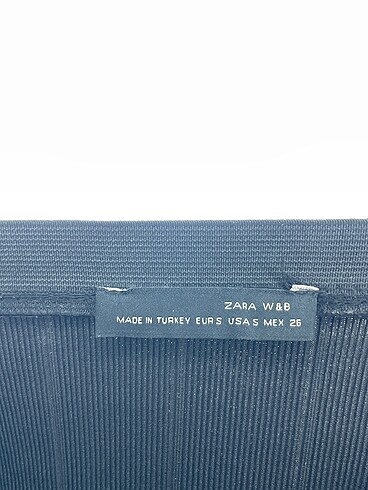 ZARA W&B
MADE IN TURKEY EUR S USA S MEX 26